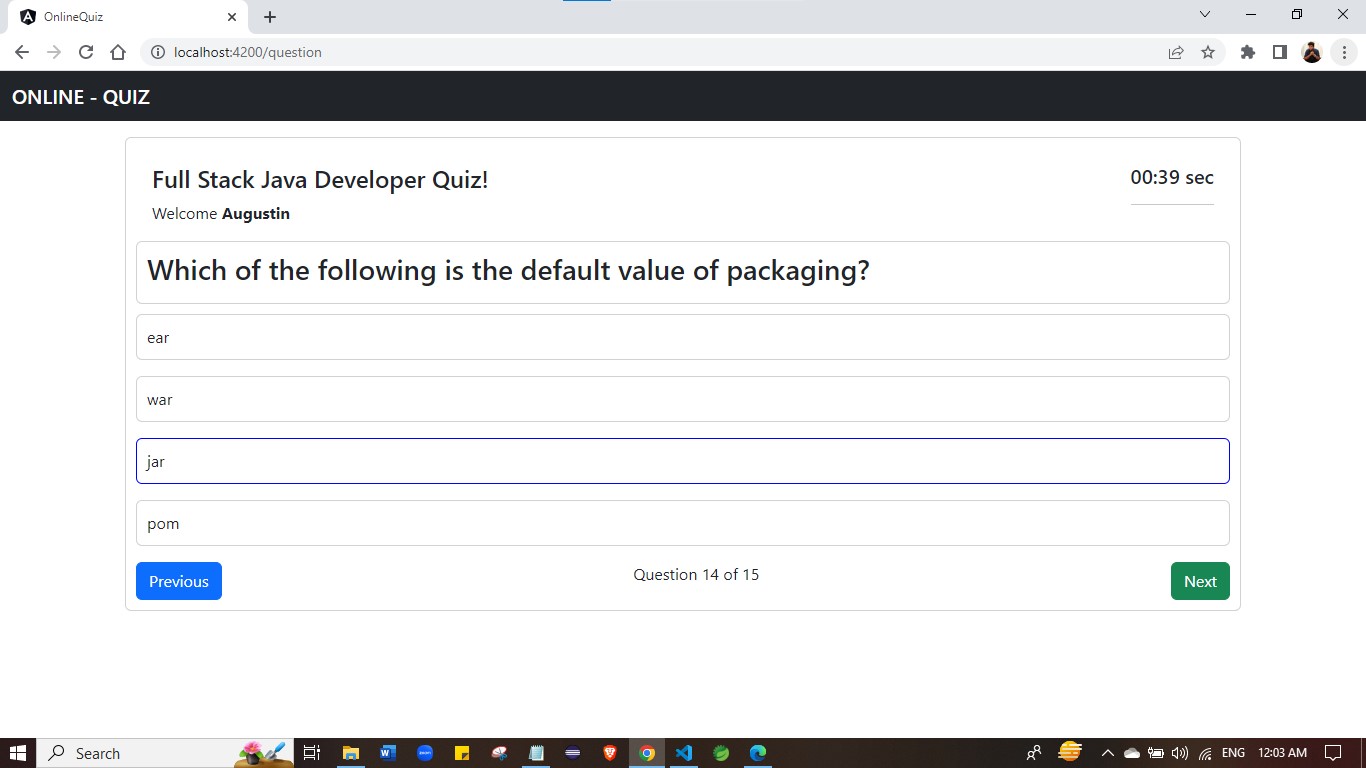 OnlineQuiz
localhost:4200/question
ONLINE - QUIZ
Full Stack Java Developer Quiz!
00:39 sec
Welcome Augustin
Which of the following is the default value of packaging?
ear
war
jar
pom
Previous
Question 14 of 15
Next
Search
ENG
12:03 AM